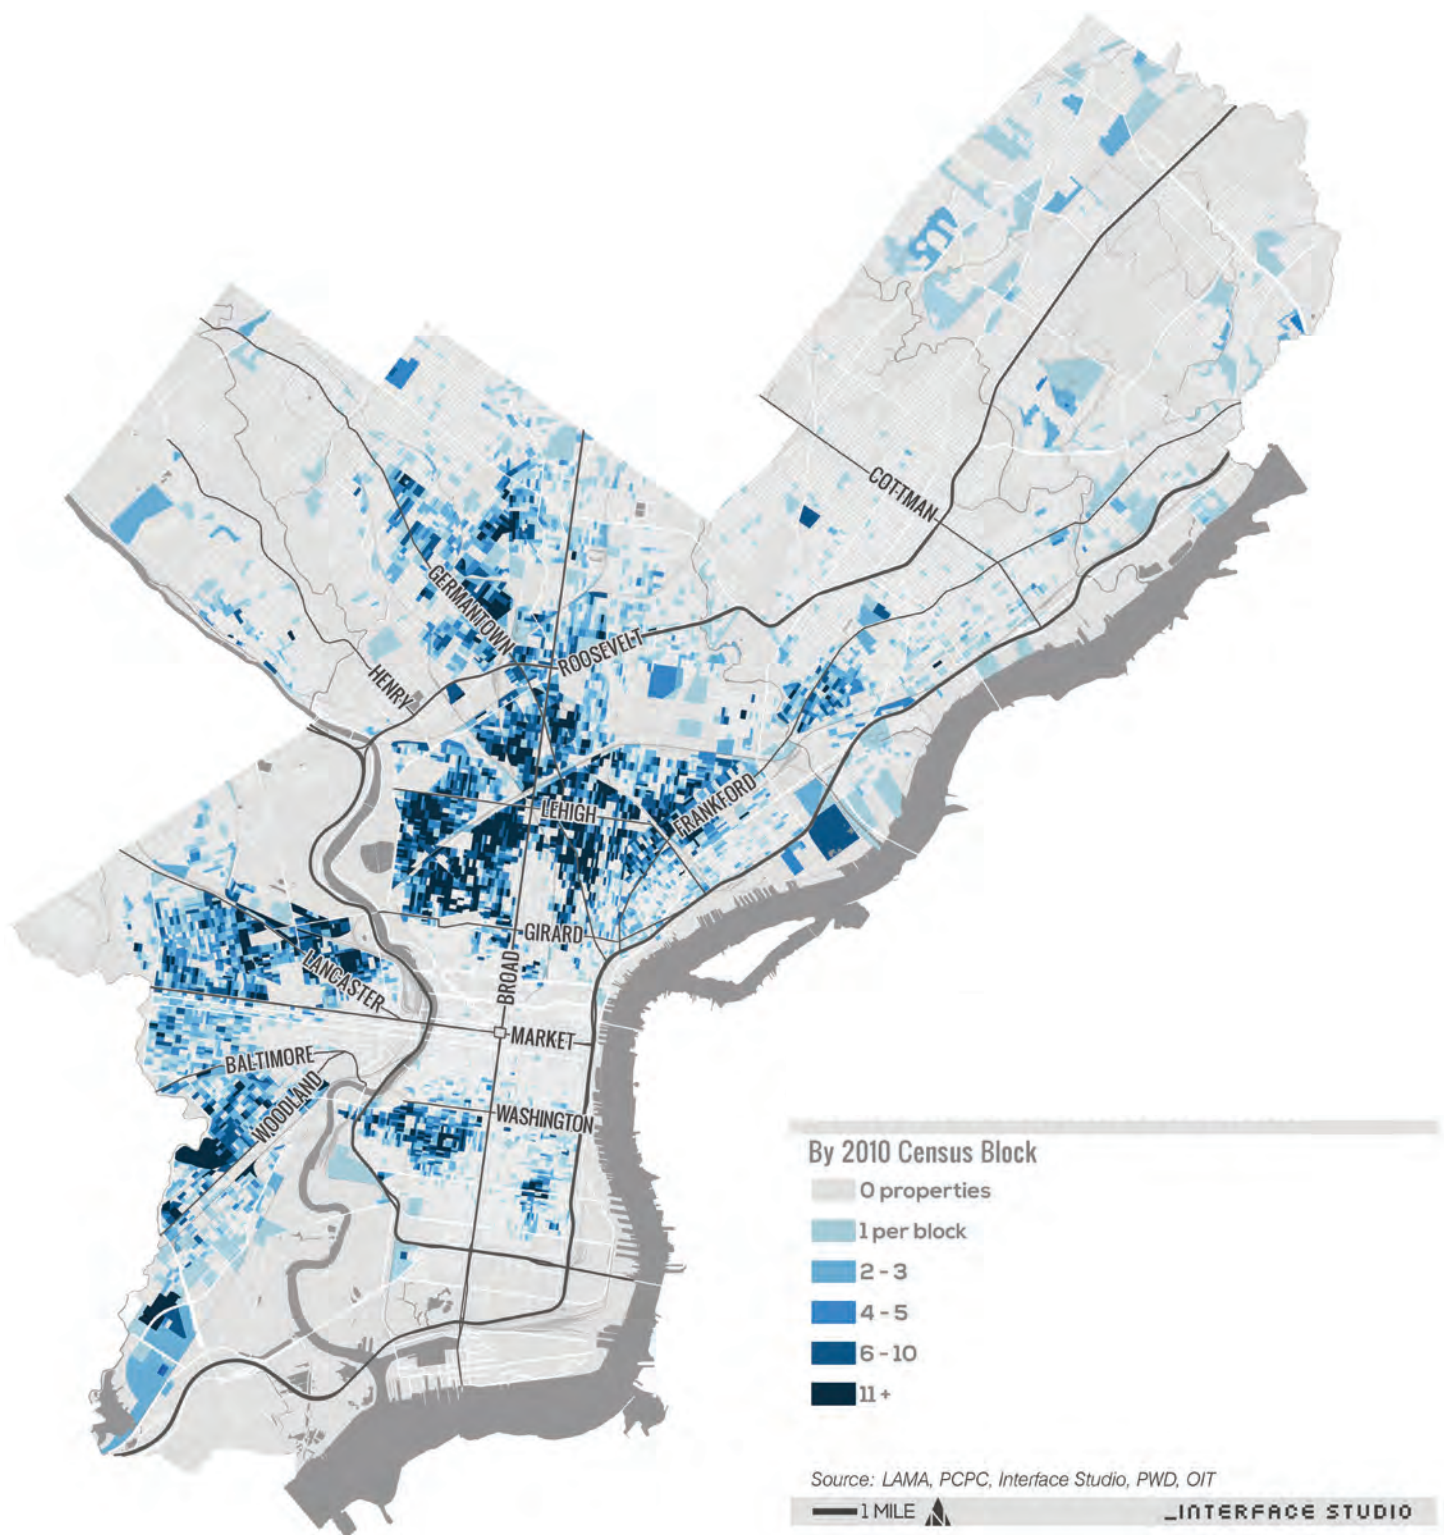 COTTMAN
GERMANTOWN
ROOSEVELT
HENRY
LEHIGH
FRANKFORD
GIRARD
LANCASTER
BROAD
MARKET
BALTIMORE
WOODLAND
WASHINGTON
By 2010 Census Block
0 properties
1 per block
2 - 3
4 - 5
6 - 10
11 +
Source: LAMA, PCPC, Interface Studio, PWD, OIT
1 MILE
_INTERFACE STUDIO